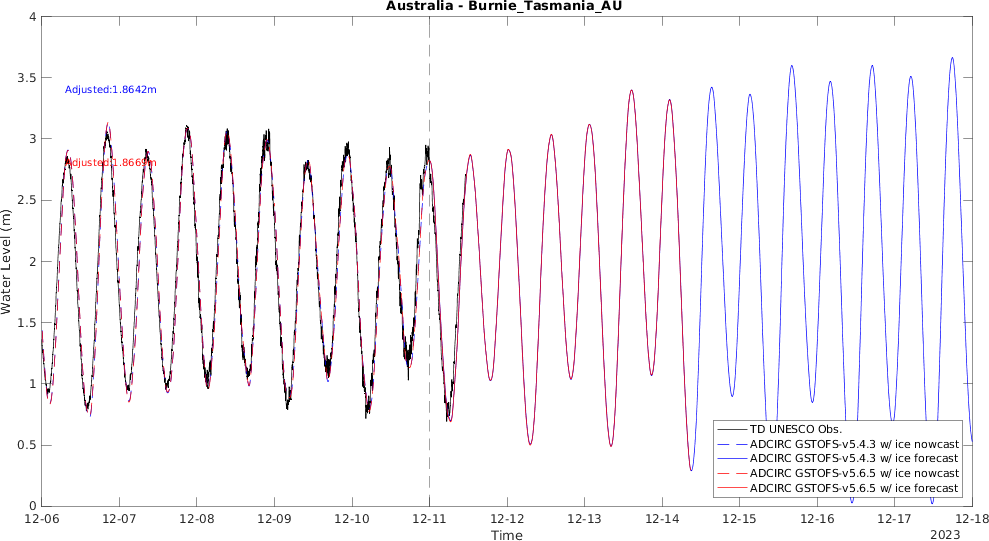 Australia - Burnie_Tasmania_AU
4
3.5
3
2.5
2
1.5
1
0.5
0
Water Level (m)
Adjusted:1.8642m
Adjusted:1.8669m
TD UNESCO Obs.
ADCIRC GSTOFS-v5.4.3 w/ ice nowcast
ADCIRC GSTOFS-v5.4.3 w/ ice forecast
ADCIRC GSTOFS-v5.6.5 w/ ice nowcast
ADCIRC GSTOFS-v5.6.5 w/ ice forecast
12-06 12-07 12-08 12-09 12-10 12-11 12-12 12-13 12-14 12-15 12-16 12-17 12-18
Time
2023